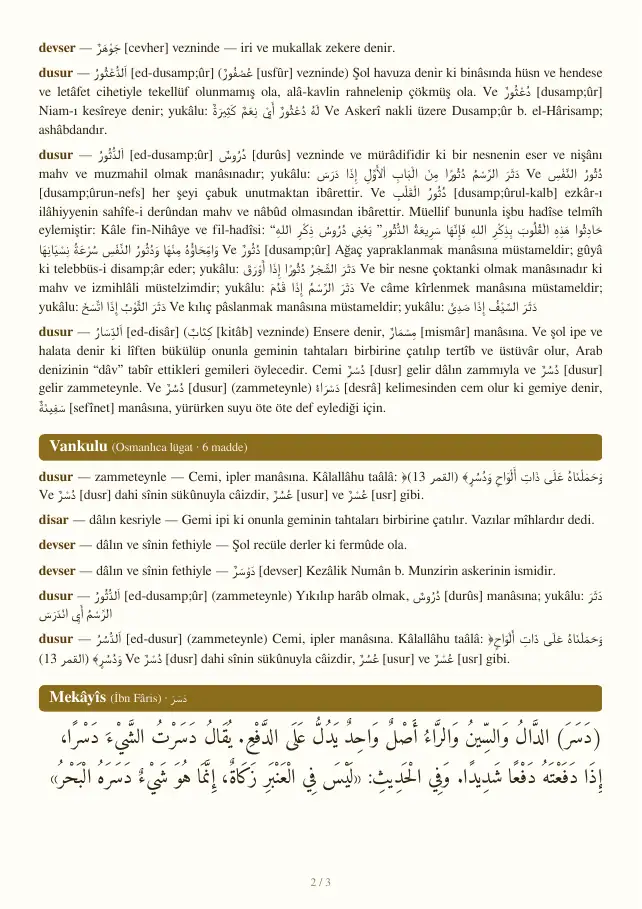 devser — جَوْهَرٌ [cevher] vezninde — iri ve mukallak zekere denir.
dusur — اَلدُّعْثُورُ [ed-dusamp;ûr] (عُصْفُورٌ [usfûr] vezninde) Şol havuza denir ki binâsında hüsn ve hendese
ve letâfet cihetiyle tekellüf olunmamış ola, alâ-kavlin rahnelenip çökmüş ola. Ve دُعْثُورٌ [dusamp;ûr]
Niam-ı kesîreye denir; yukâlu: لَهُ دُعْثُورٌ أَيْ نِعَمٌ كَثِيرَةٌ Ve Askerî nakli üzere Dusamp;ûr b. el-Hârisamp;
ashâbdandır.
dusur — اَلدُّثُورُ [ed-dusamp;ûr] دُرُوسٌ [durûs] vezninde ve mürâdifidir ki bir nesnenin eser ve nişânı
mahv ve muzmahil olmak manâsınadır; yukâlu: دَثَرَ الرَّسْمُ دُثُورًا مِنَ الْبَابِ اْلأَوَّلِ إِذَا دَرَسَ Ve دُثُورُ النَّفْسِ
[dusamp;ûrun-nefs] her şeyi çabuk unutmaktan ibârettir. Ve دُثُورُ الْقَلْبِ [dusamp;ûrul-kalb] ezkâr-ı
ilâhiyyenin sahîfe-i derûndan mahv ve nâbûd olmasından ibârettir. Müellif bununla işbu hadîse telmîh
eylemiştir: Kâle fin-Nihâye ve fil-hadîsi: “حَادِثُوا هَذِهِ الْقُلُوبَ بِذِكْرِ اللهِ فَإِنَّهَا سَرِيعَةُ الدُّثُورِ” يَعْنِي دُرُوسَ ذِكْرِ اللهِ
وَامِّحَاؤُهُ مِنْهَا وَدُثُورُ النَّفْسِ سُرْعَةُ نِسْيَانِهَا Ve دُثُورٌ [dusamp;ûr] Ağaç yapraklanmak manâsına müstameldir; gûyâ
ki telebbüs-i disamp;âr eder; yukâlu: دَثَرَ الشَّجَرُ دُثُورًا إِذَا أَوْرَقَ Ve bir nesne çoktanki olmak manâsınadır ki
mahv ve izmihlâli müstelzimdir; yukâlu: دَثَرَ الرَّسْمُ إِذَا قَدُمَ Ve câme kîrlenmek manâsına müstameldir;
yukâlu: دَثَرَ الثَّوْبُ إِذَا اتَّسَخَ Ve kılıç pâslanmak manâsına müstameldir; yukâlu: دَثَرَ السَّيْفُ إِذَا صَدِئَ
dusur — اَلدِّسَارُ [ed-disâr] (كِتَابٌ [kitâb] vezninde) Ensere denir, مِسْمَارٌ [mismâr] manâsına. Ve şol ipe ve
halata denir ki lîften bükülüp onunla geminin tahtaları birbirine çatılıp tertîb ve üstüvâr olur, Arab
denizinin “dâv” tabîr ettikleri gemileri öylecedir. Cemi دُسْرٌ [dusr] gelir dâlın zammıyla ve دُسُرٌ [dusur]
gelir zammeteynle. Ve دُسُرٌ [dusur] (zammeteynle) دَسْرَاءُ [desrâ] kelimesinden cem olur ki gemiye denir,
سَفِينَةٌ [sefînet] manâsına, yürürken suyu öte öte def eylediği için.
Vankulu (Osmanlıca lügat · 6 madde)
dusur — zammeteynle — Cemi, ipler manâsına. Kâlallâhu taâlâ: ﴿وَحَمَلْنَاهُ عَلَى ذَاتِ أَلْوَاحٍ وَدُسُرٍ﴾ (القمر 13)
Ve دُسْرٌ [dusr] dahi sînin sükûnuyla câizdir, عُسُرٌ [usur] ve عُسْرٌ [usr] gibi.
disar — dâlın kesriyle — Gemi ipi ki onunla geminin tahtaları birbirine çatılır. Vazılar mîhlardır dedi.
devser — dâlın ve sînin fethiyle — Şol recüle derler ki fermûde ola.
devser — dâlın ve sînin fethiyle — دَوْسَرٌ [devser] Kezâlik Numân b. Munzirin askerinin ismidir.
dusur — اَلدُّثُورُ [ed-dusamp;ûr] (zammeteynle) Yıkılıp harâb olmak, دُرُوسٌ [durûs] manâsına; yukâlu: دَثَرَ
الرَّسْمُ أَيِ انْدَرَسَ
dusur — اَلدُّسُرُ [ed-dusur] (zammeteynle) Cemi, ipler manâsına. Kâlallâhu taâlâ: ﴿وَحَمَلْنَاهُ عَلَى ذَاتِ أَلْوَاحٍ
وَدُسُرٍ﴾ (القمر 13) Ve دُسْرٌ [dusr] dahi sînin sükûnuyla câizdir, عُسُرٌ [usur] ve عُسْرٌ [usr] gibi.
Mekâyîs (İbn Fâris) · دَسَرَ
(دَسَرَ) الدَّالُ وَالسِّينُ وَالرَّاءُ أَصْلٌ وَاحِدٌ يَدُلُّ عَلَى الدَّفْعِ. يُقَالُ دَسَرْتُ الشَّيْءَ دَسْرًا،
إِذَا دَفَعْتَهُ دَفْعًا شَدِيدًا. وَفِي الْحَدِيثِ: «لَيْسَ فِي الْعَنْبَرِ زَكَاةٌ، إِنَّمَا هُوَ شَيْءٌ دَسَرَهُ الْبَحْرُ»
2 / 3